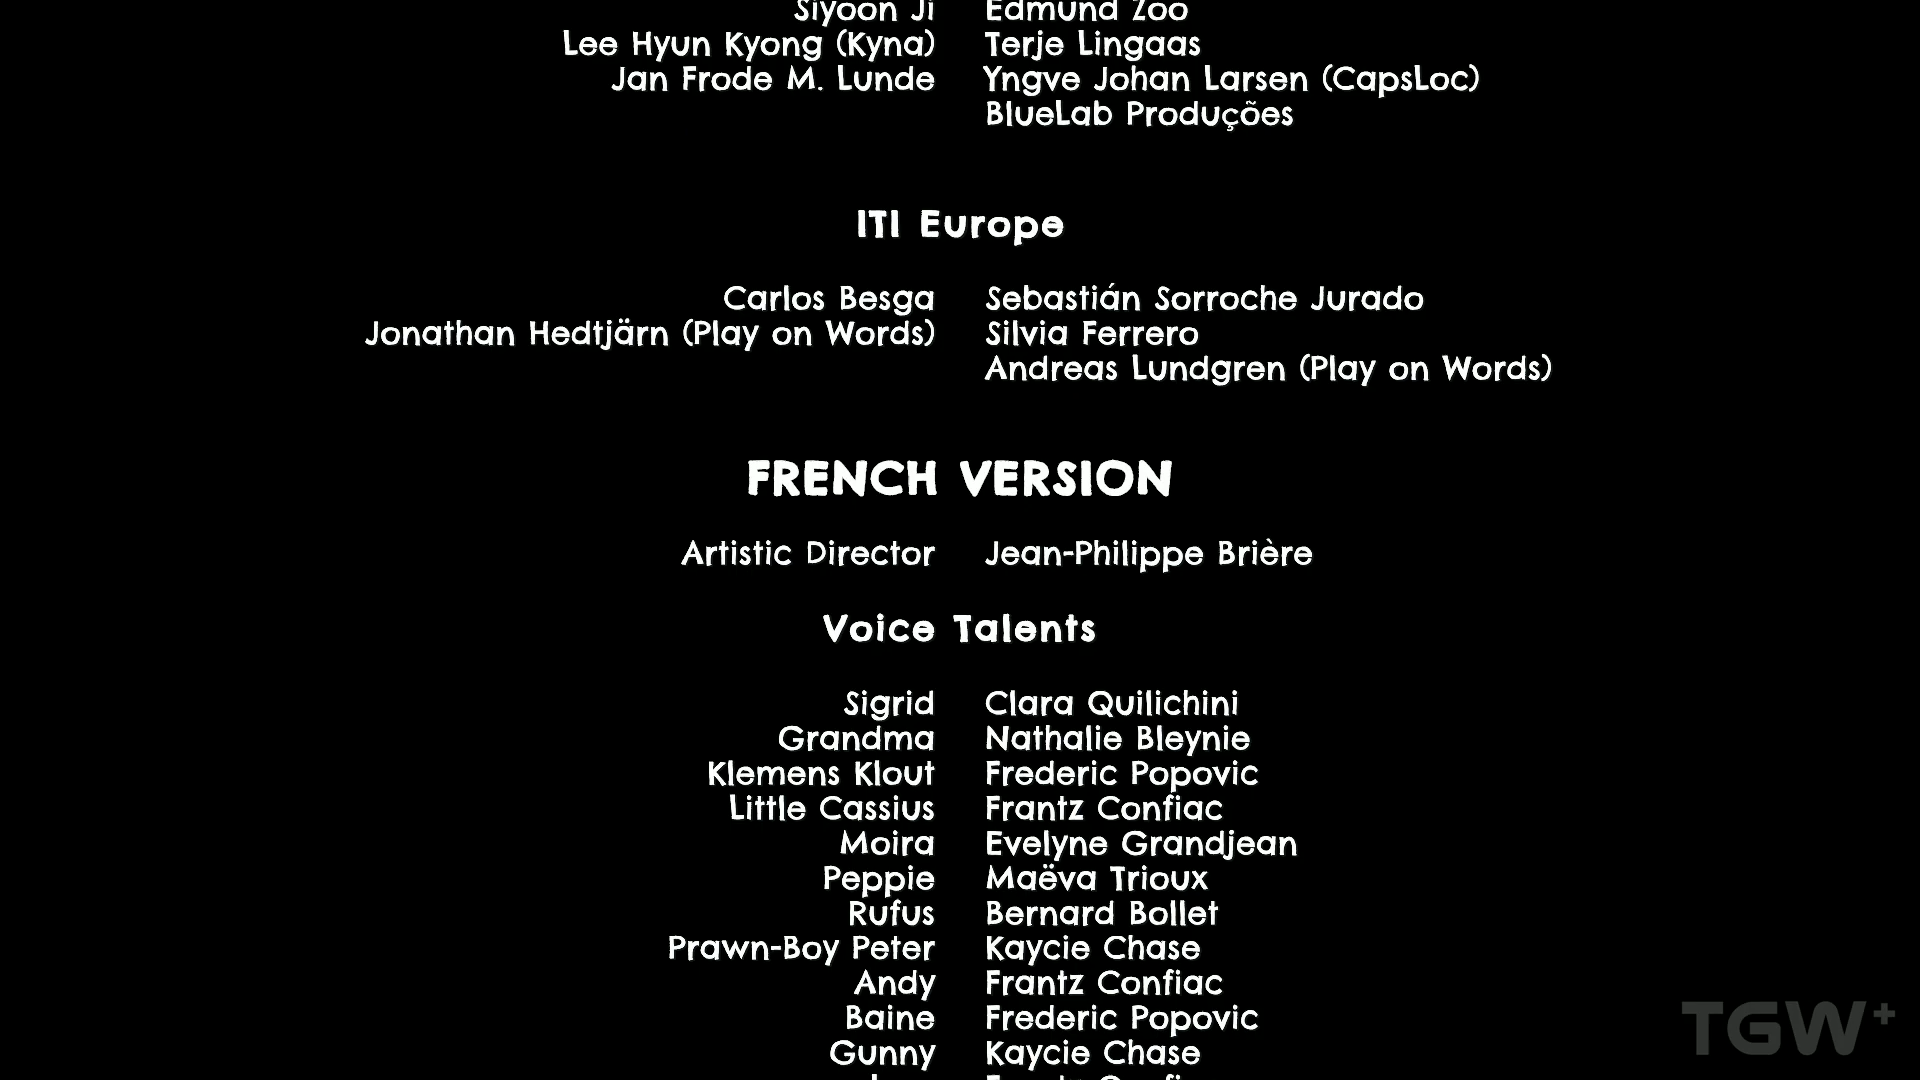 Siyoon Ji Edmund Zoo
Lee Hyun Kyong (Kyna) Terje Lingaas
Jan Frode M. Lunde Yngve Johan Larsen (CapsLoc)
BlueLab Produções
ITI Europe
Carlos Besga Sebastián Sorroche Jurado
Jonathan Hedtjärn (Play on Words) Silvia Ferrero
Andreas Lundgren (Play on Words)
FRENCH VERSION
Artistic Director Jean-Philippe Brière
Voice Talents
Sigrid Clara Quilichini
Grandma Nathalie Bleynie
Klemens Klout Frederic Popovic
Little Cassius Frantz Confiac
Moira Evelyne Grandjean
Peppie Maëva Trioux
Rufus Bernard Bollet
Prawn-Boy Peter Kaycie Chase
Andy Frantz Confiac
Baine Frederic Popovic
Gunny Kaycie Chase
TGW+